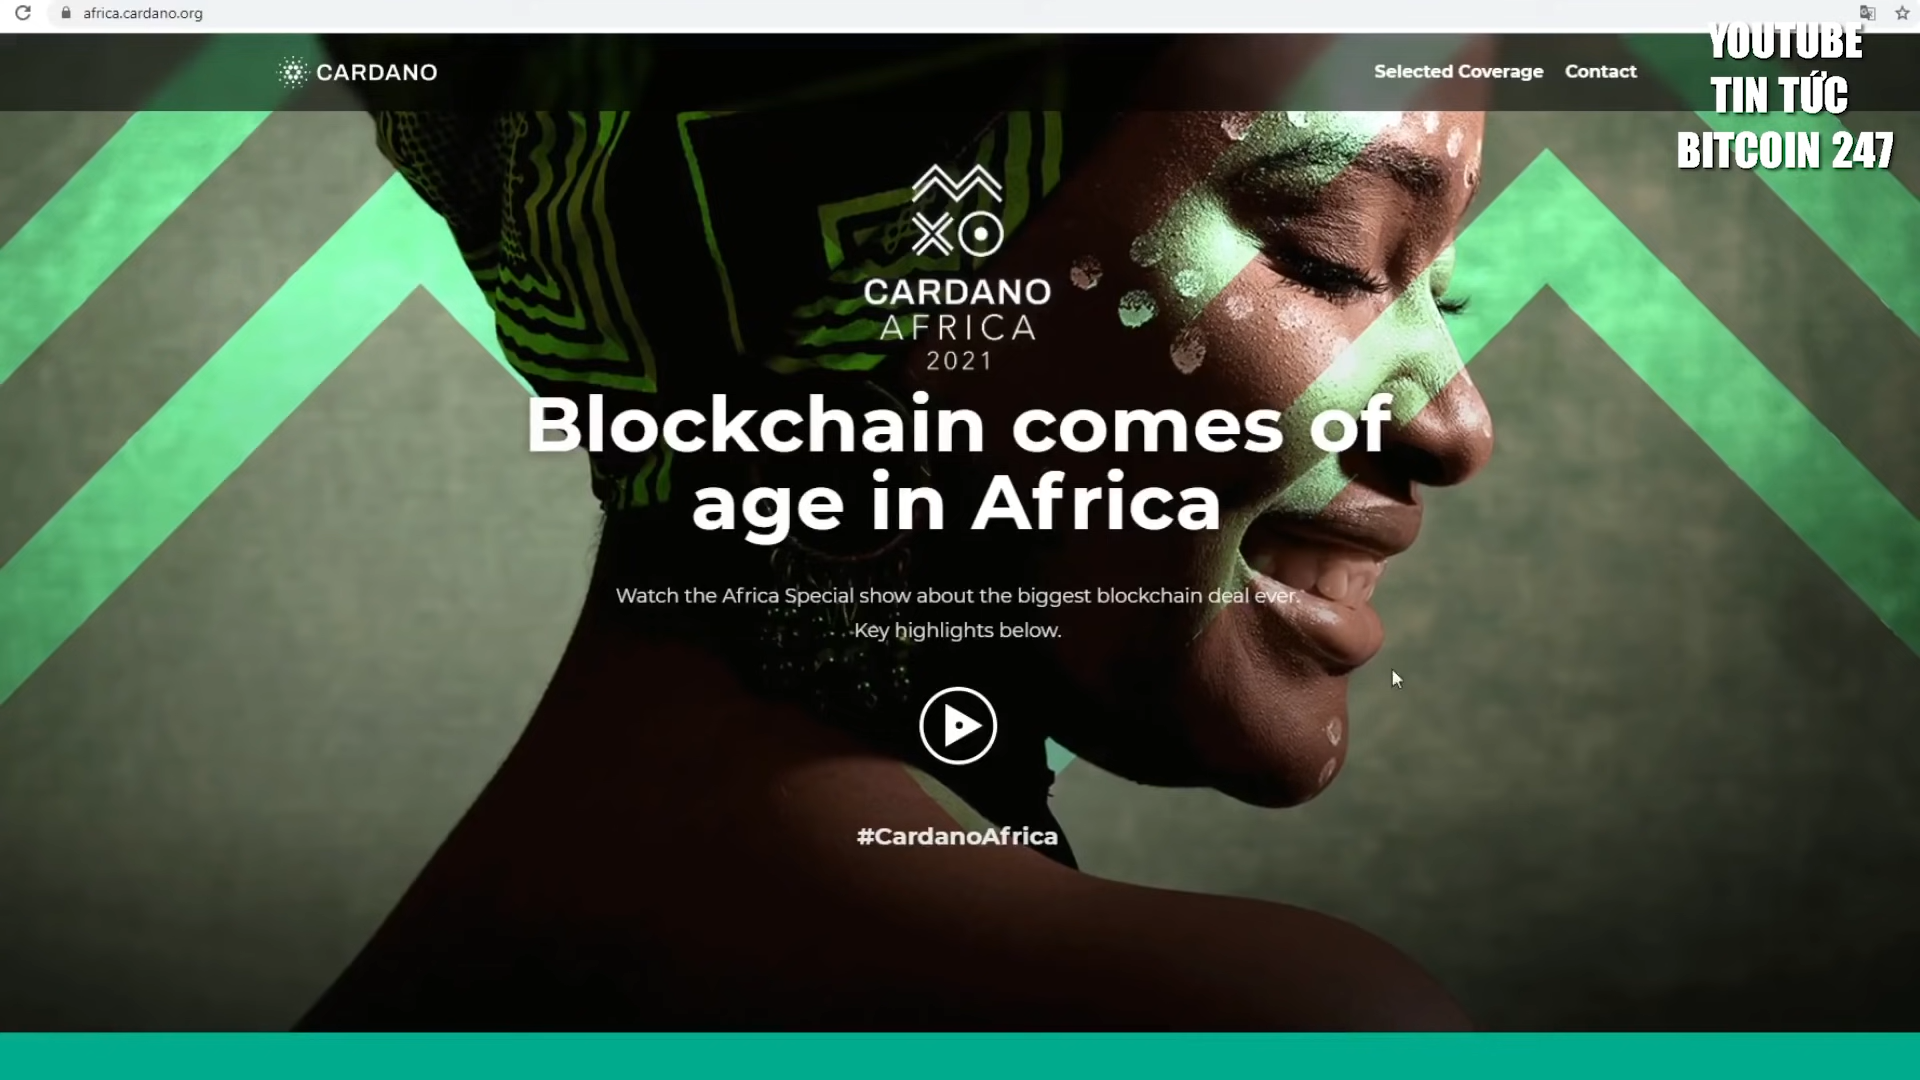 africa.cardano.org
YOUTUBE
TIN TỨC
BITCOIN 247
CARDANO
Selected Coverage
Contact
CARDANO
AFRICA
2021
Blockchain comes of
age in Africa
Watch the Africa Special show about the biggest blockchain deal ever.
Key highlights below.
#CardanoAfrica